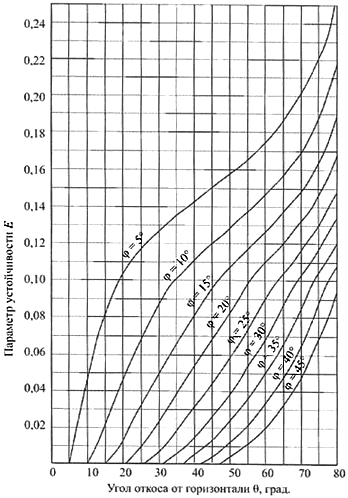 0,24
0,22
0,20
0,18
0,16
0,14
0,12
0,10
0,08
0,06
0,04
0.02
Параметр устойчивости E
φ = 5°
φ = 10°
φ = 15°
φ = 20°
φ = 25°
φ = 30°
φ = 35°
φ = 40°
φ = 45°
0 10 20 30 40 50 60 70 80
Угол откоса от горизонтали θ, град.